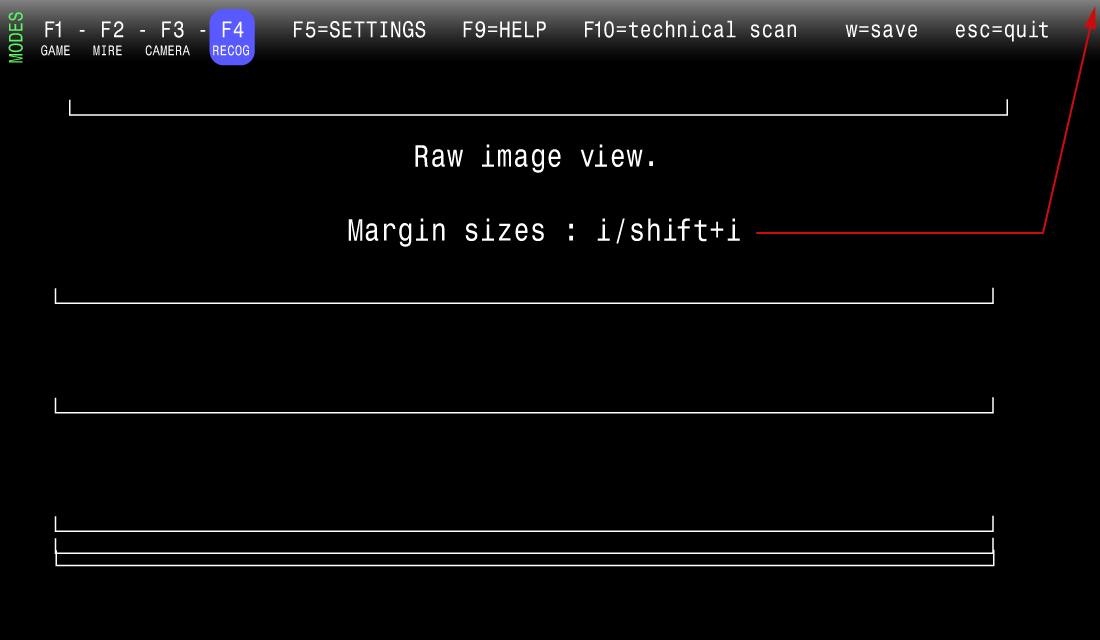 MODES
F1 - F2 - F3 - F4 F5=SETTINGS F9=HELP F10=technical scan w=save esc=quit
GAME MIRE CAMERA RECOG
Raw image view.
Margin sizes : i/shift+i